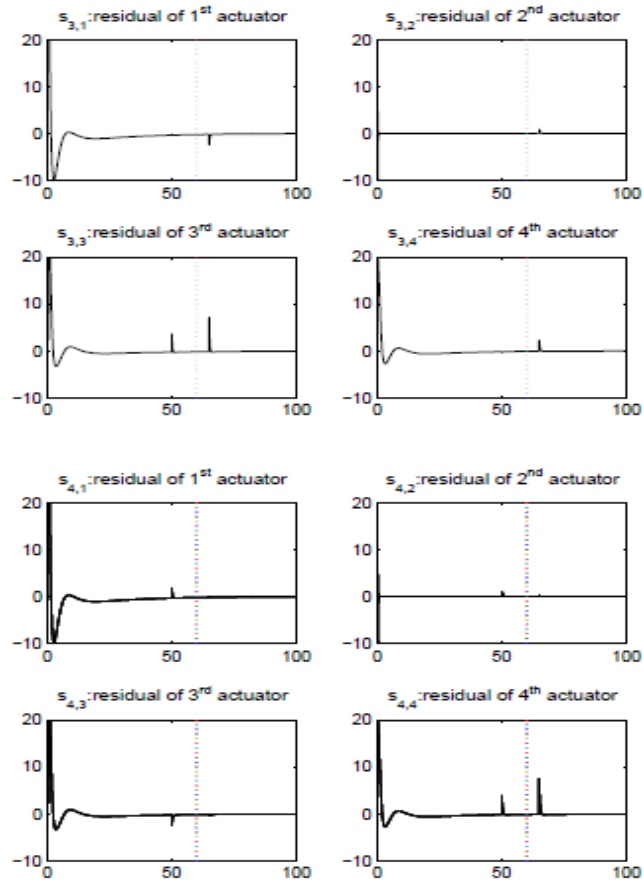 s3,1:residual of 1st actuator
20
10
0
−10
0 50 100
s3,2:residual of 2nd actuator
20
10
0
−10
0 50 100
s3,3:residual of 3rd actuator
20
10
0
−10
0 50 100
s3,4:residual of 4th actuator
20
10
0
−10
0 50 100
s4,1:residual of 1st actuator
20
10
0
−10
0 50 100
s4,2:residual of 2nd actuator
20
10
0
−10
0 50 100
s4,3:residual of 3rd actuator
20
10
0
−10
0 50 100
s4,4:residual of 4th actuator
20
10
0
−10
0 50 100